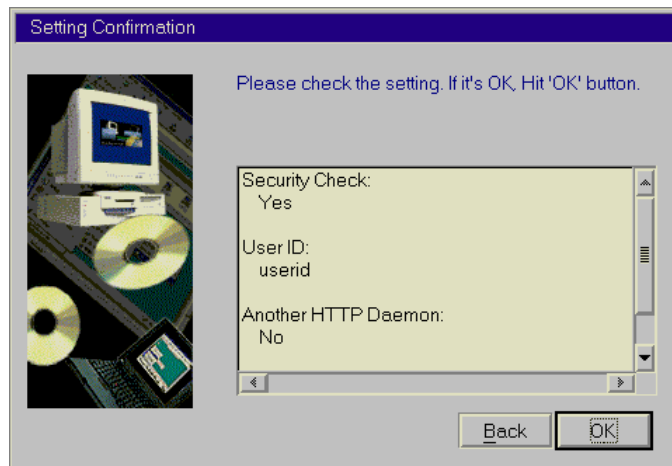 Setting Confirmation
Please check the setting. If it's OK, Hit 'OK' button.
Security Check:
Yes
User ID:
userid
Another HTTP Daemon:
No
Back
OK